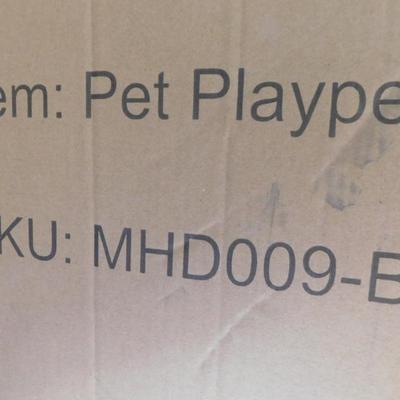 em: Pet Plaype
KU: MHD009-B